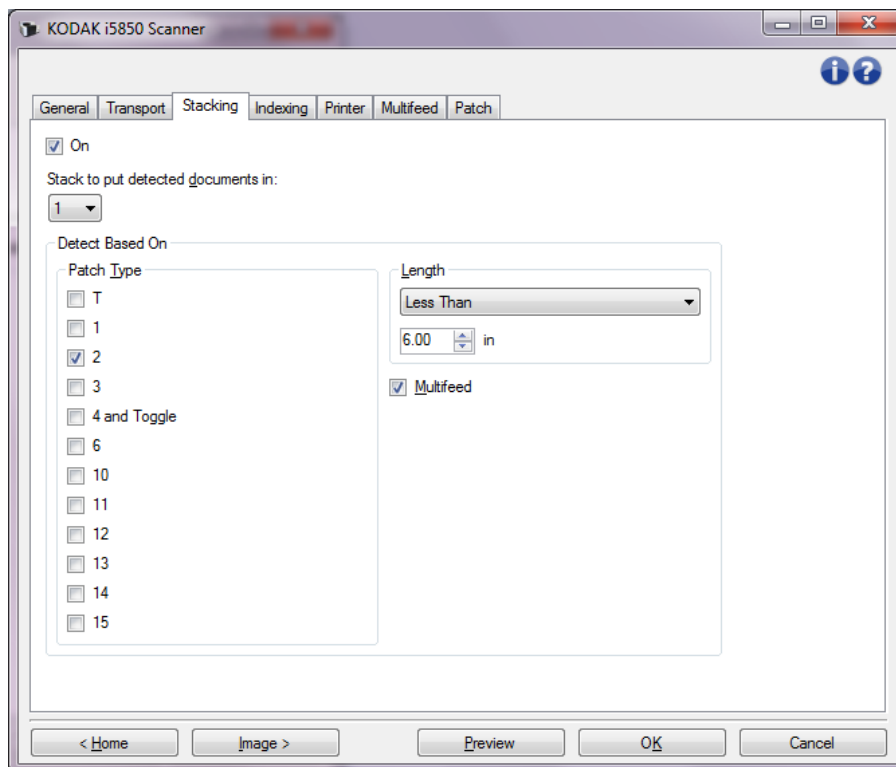 KODAK i5850 Scanner
General Transport Stacking Indexing Printer Multifeed Patch
On
Stack to put detected documents in:
1
Detect Based On
Patch Type
T
1
2
3
4 and Toggle
6
10
11
12
13
14
15
Length
Less Than
6.00 in
Multifeed
< Home Image > Preview OK Cancel